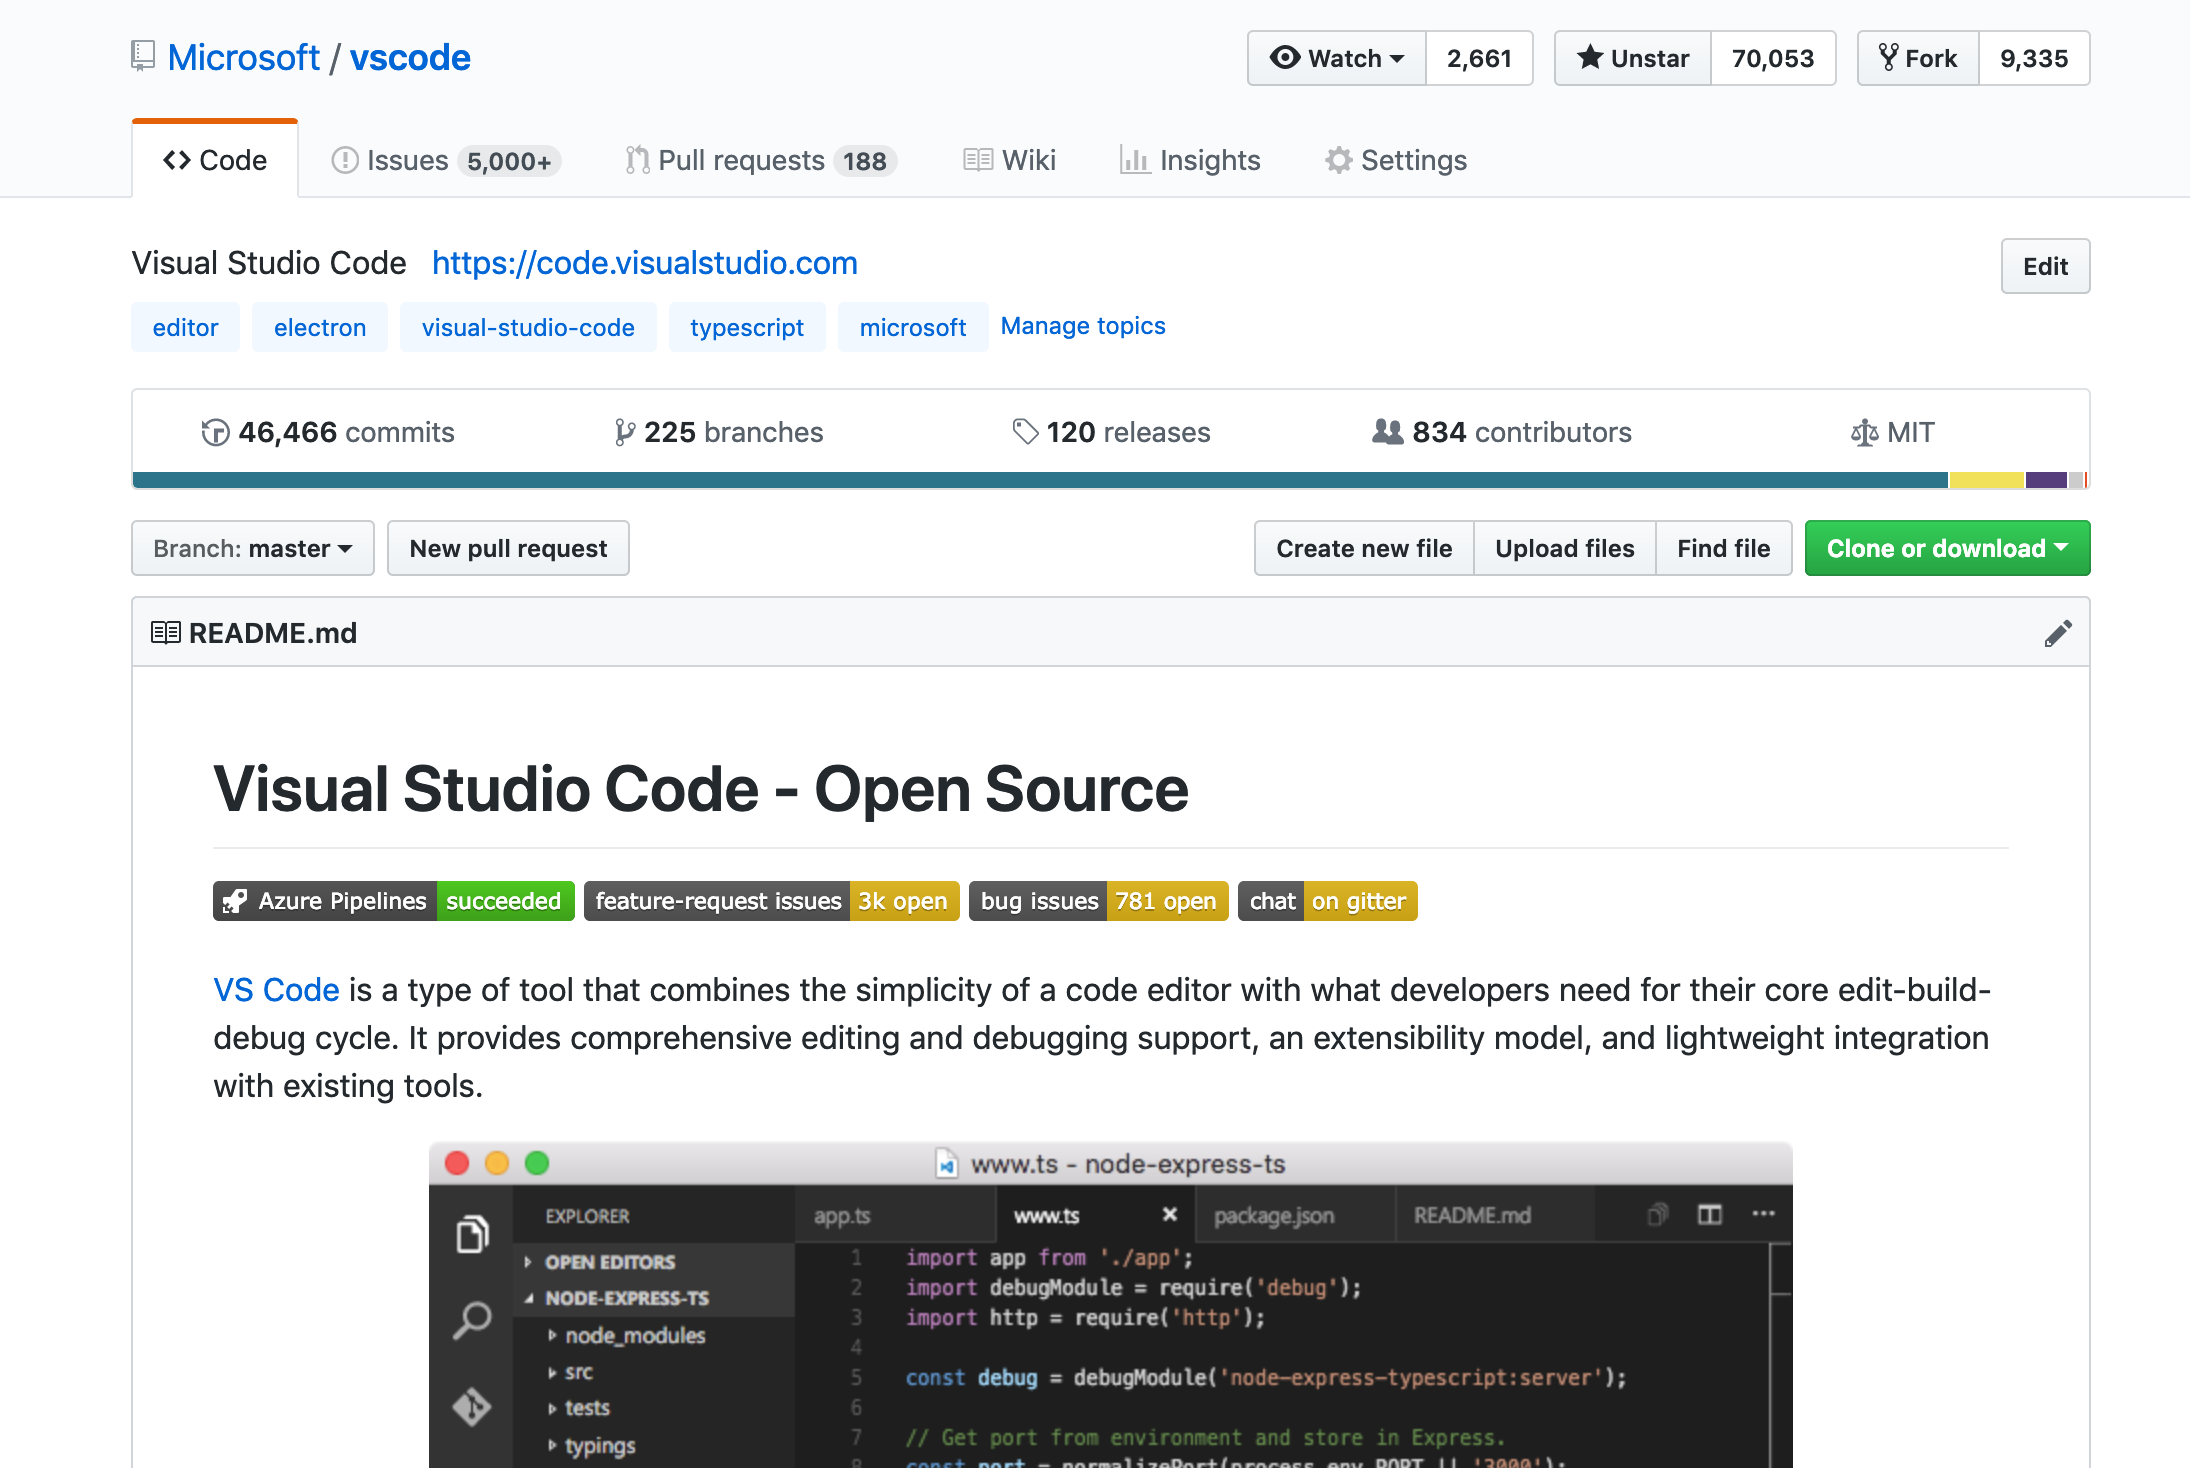 Microsoft / vscode
Watch 2,661 Unstar 70,053 Fork 9,335
Code Issues 5,000+ Pull requests 188 Wiki Insights Settings
Visual Studio Code https://code.visualstudio.com Edit
editor electron visual-studio-code typescript microsoft Manage topics
46,466 commits 225 branches 120 releases 834 contributors MIT
Branch: master New pull request Create new file Upload files Find file Clone or download
README.md
Visual Studio Code - Open Source
Azure Pipelines succeeded feature-request issues 3k open bug issues 781 open chat on gitter
VS Code is a type of tool that combines the simplicity of a code editor with what developers need for their core edit-build-
debug cycle. It provides comprehensive editing and debugging support, an extensibility model, and lightweight integration
with existing tools.
www.ts - node-express-ts
EXPLORER
OPEN EDITORS
NODE-EXPRESS-TS
node_modules
src
tests
typings
app.ts www.ts package.json README.md
1 import app from './app';
2 import debugModule = require('debug');
3 import http = require('http');
4
5 const debug = debugModule('node-express-typescript:server');
6
7 // Get port from environment and store in Express.
8 const port = normalizePort(process.env.PORT || '3000');